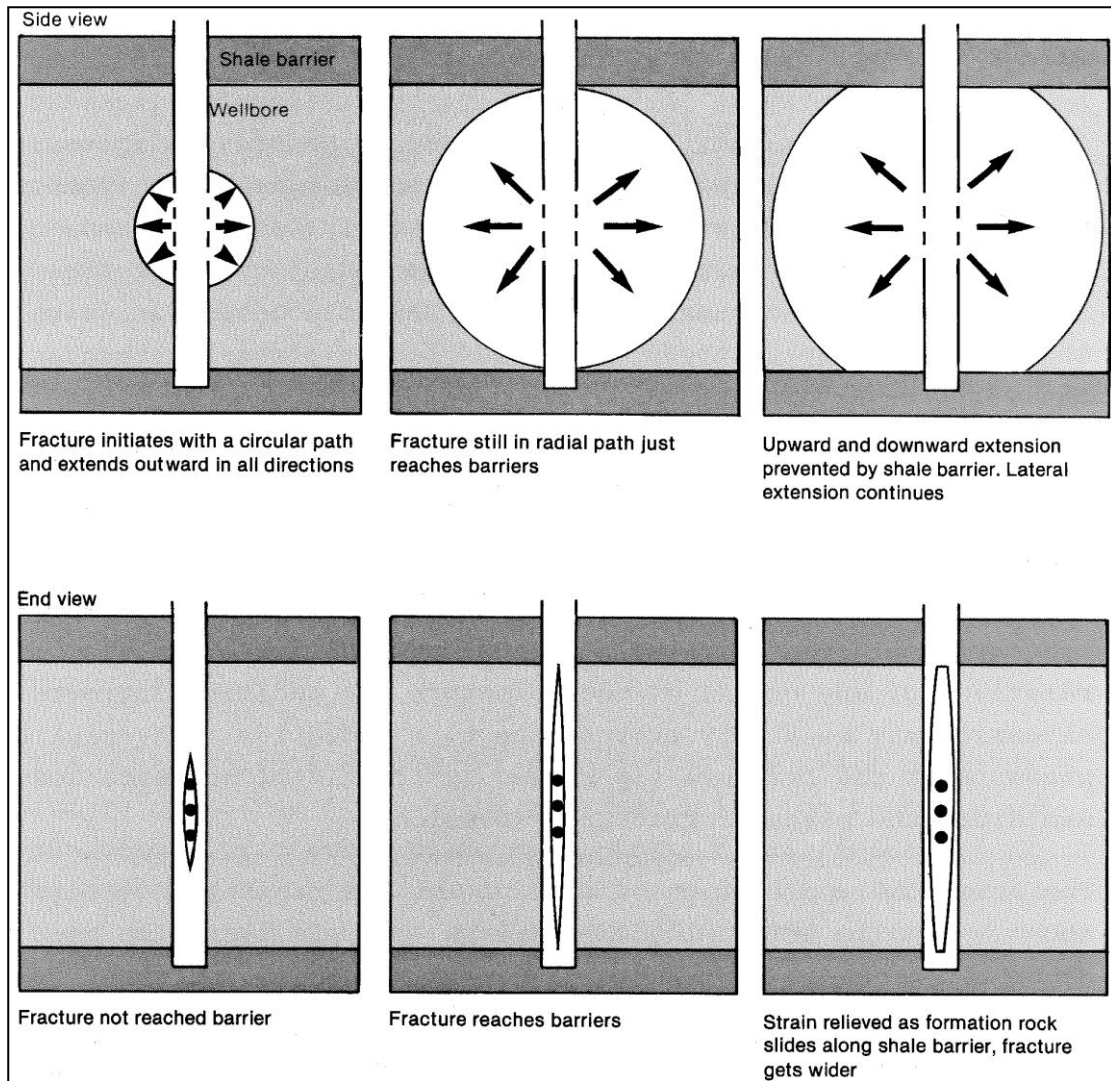 Side view
Shale barrier
Wellbore
Fracture initiates with a circular path
and extends outward in all directions
Fracture still in radial path just
reaches barriers
Upward and downward extension
prevented by shale barrier. Lateral
extension continues
End view
Fracture not reached barrier
Fracture reaches barriers
Strain relieved as formation rock
slides along shale barrier, fracture
gets wider